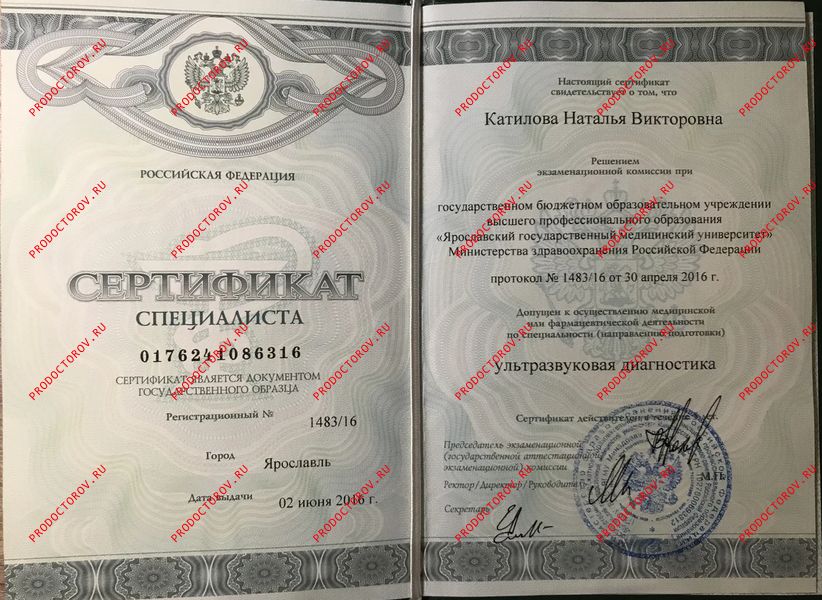 РОССИЙСКАЯ ФЕДЕРАЦИЯ
СЕРТИФИКАТ
СПЕЦИАЛИСТА
0176241086316
СЕРТИФИКАТ ЯВЛЯЕТСЯ ДОКУМЕНТОМ
ГОСУДАРСТВЕННОГО ОБРАЗЦА
Регистрационный № 1483/16
Город Ярославль
Дата выдачи 02 июня 2016 г.
Настоящий сертификат
свидетельствует о том, что
Катилова Наталья Викторовна
Решением
экзаменационной комиссии при
государственном бюджетном образовательном учреждении
высшего профессионального образования
«Ярославский государственный медицинский университет»
Министерства здравоохранения Российской Федерации
протокол № 1483/16 от 30 апреля 2016 г.
Допущен к осуществлению медицинской
или фармацевтической деятельности
по специальности (направлению подготовки)
ультразвуковая диагностика
Сертификат действителен в течение лет.
Председатель экзаменационной
(государственной аттестационной
экзаменационной) комиссии
Ректор/Директор/Руководитель
М.П.
Секретарь
PRODOCTOROV.RU